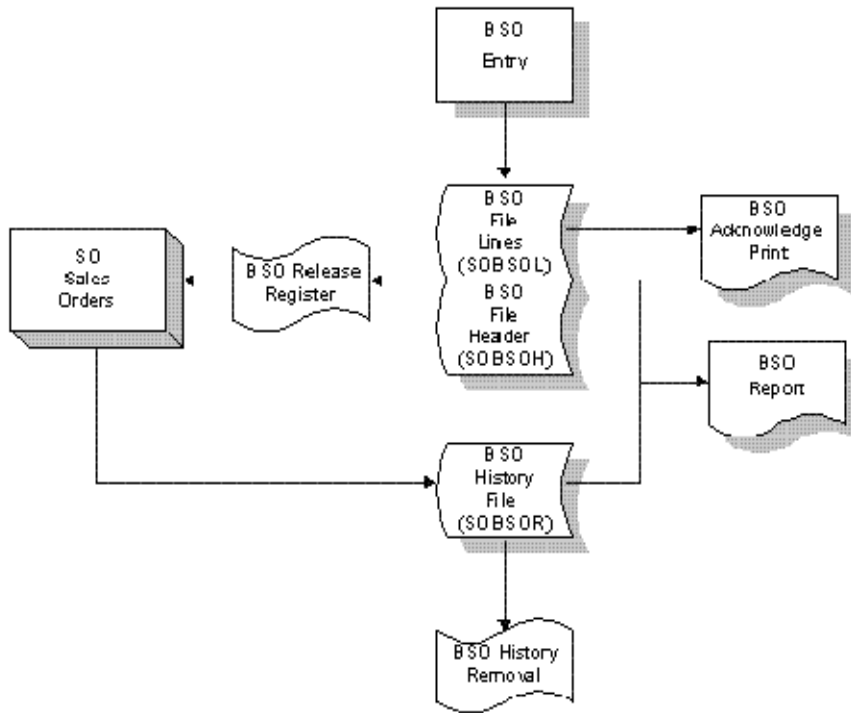 BSO
Entry
BSO
File
Lines
(SOBSOL)
BSO
File
Header
(SOBSOH)
BSO
Acknowledge
Print
SO
Sales
Orders
BSO Release
Register
BSO
Report
BSO
History
File
(SOBSOR)
BSO History
Removal